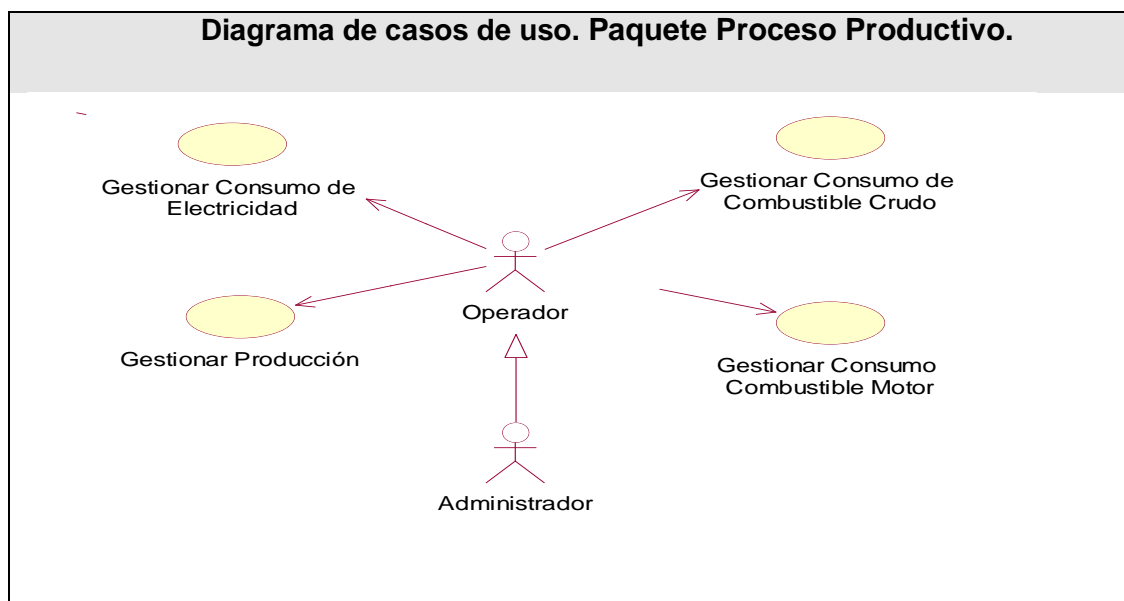 Diagrama de casos de uso. Paquete Proceso Productivo.
Gestionar Consumo de
Electricidad
Gestionar Consumo de
Combustible Crudo
Operador
Gestionar Producción
Gestionar Consumo
Combustible Motor
Administrador